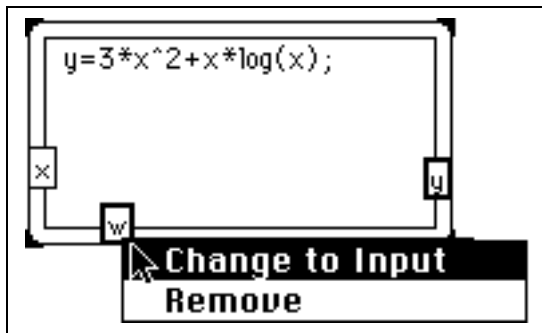 y=3*x^2+x*log(x);
x
y
w
Change to Input
Remove